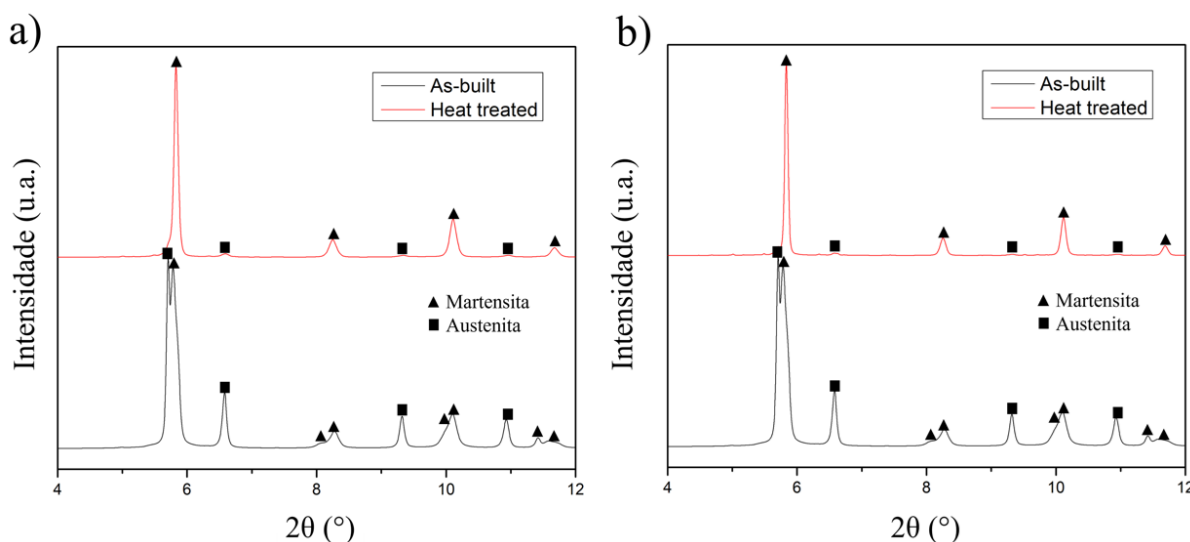 a)
Intensidade (u.a.)
As-built
Heat treated
▲ Martensita
■ Austenita
4 6 8 10 12
2θ (°)
b)
Intensidade (u.a.)
As-built
Heat treated
▲ Martensita
■ Austenita
4 6 8 10 12
2θ (°)